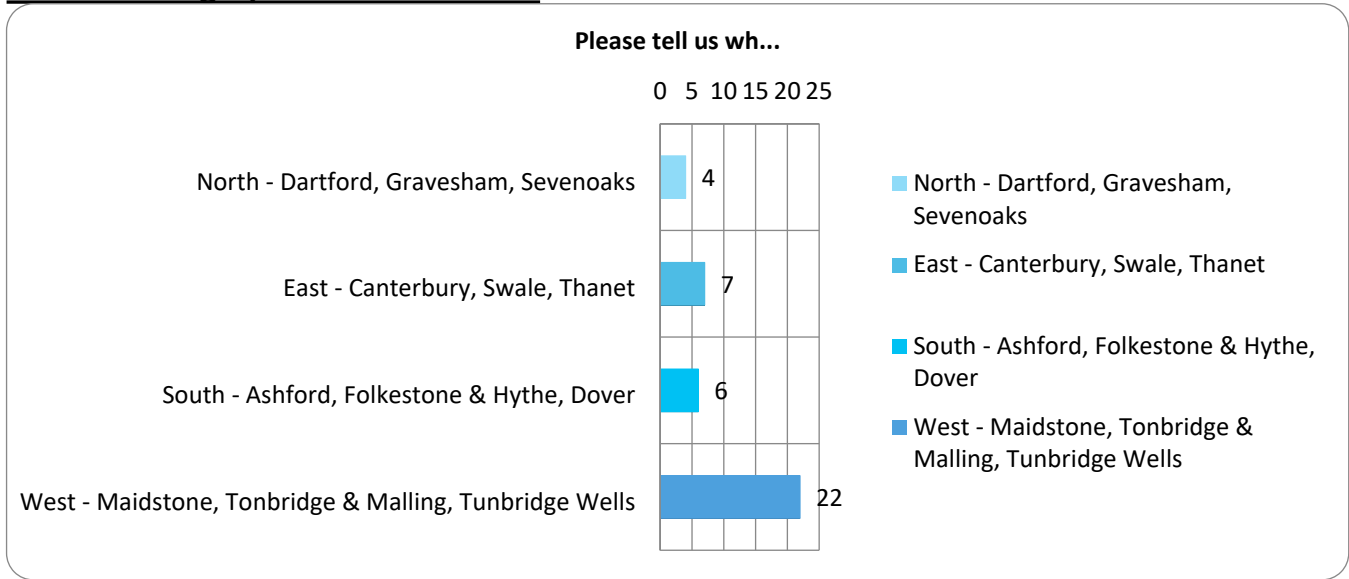 Please tell us wh...
0 5 10 15 20 25
North - Dartford, Gravesham, Sevenoaks
4
East - Canterbury, Swale, Thanet
7
South - Ashford, Folkestone & Hythe, Dover
6
West - Maidstone, Tonbridge & Malling, Tunbridge Wells
22
North - Dartford, Gravesham,
Sevenoaks
East - Canterbury, Swale, Thanet
South - Ashford, Folkestone & Hythe,
Dover
West - Maidstone, Tonbridge &
Malling, Tunbridge Wells